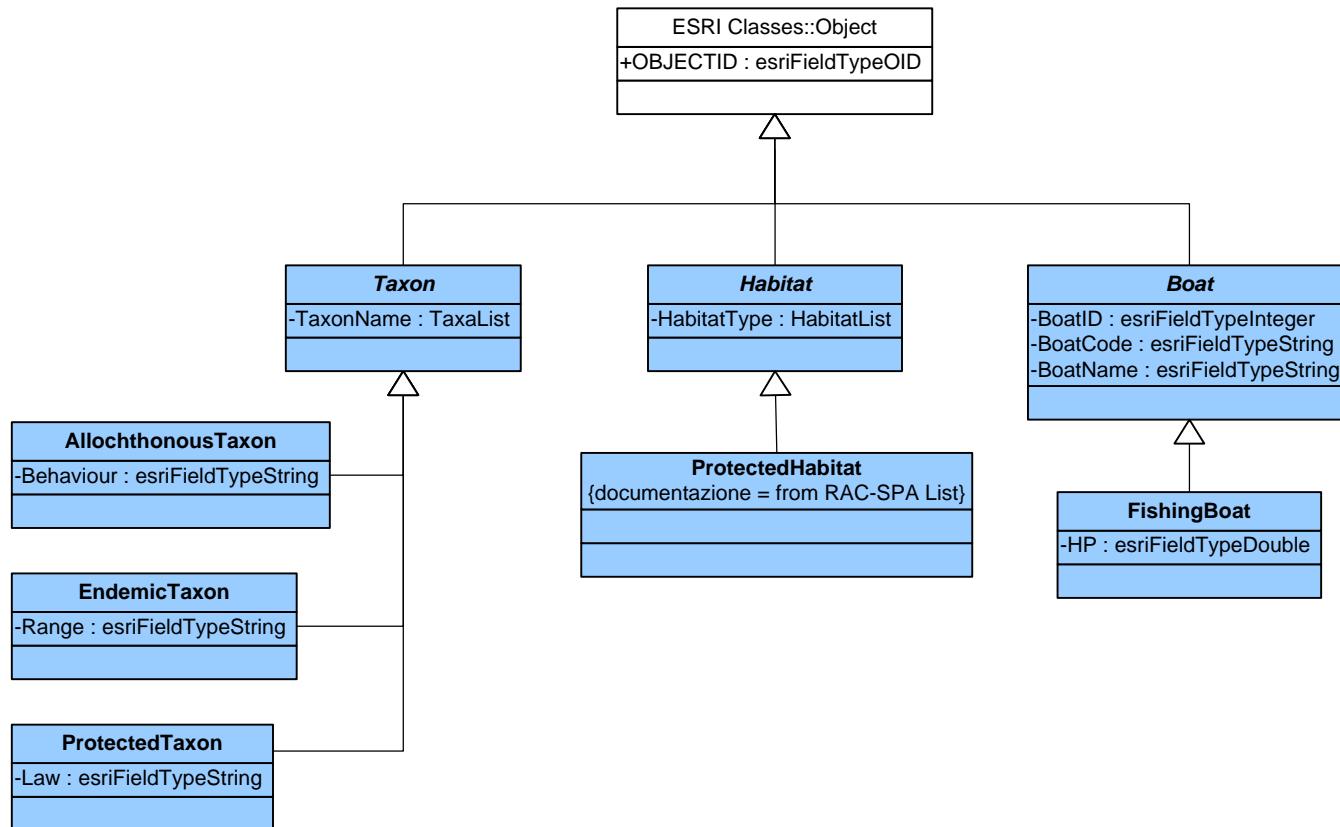 ESRI Classes::Object
+OBJECTID : esriFieldTypeOID
Taxon
-TaxonName : TaxaList
Habitat
-HabitatType : HabitatList
Boat
-BoatID : esriFieldTypeInteger
-BoatCode : esriFieldTypeString
-BoatName : esriFieldTypeString
AllochthonousTaxon
-Behaviour : esriFieldTypeString
ProtectedHabitat
{documentazione = from RAC-SPA List}
FishingBoat
-HP : esriFieldTypeDouble
EndemicTaxon
-Range : esriFieldTypeString
ProtectedTaxon
-Law : esriFieldTypeString